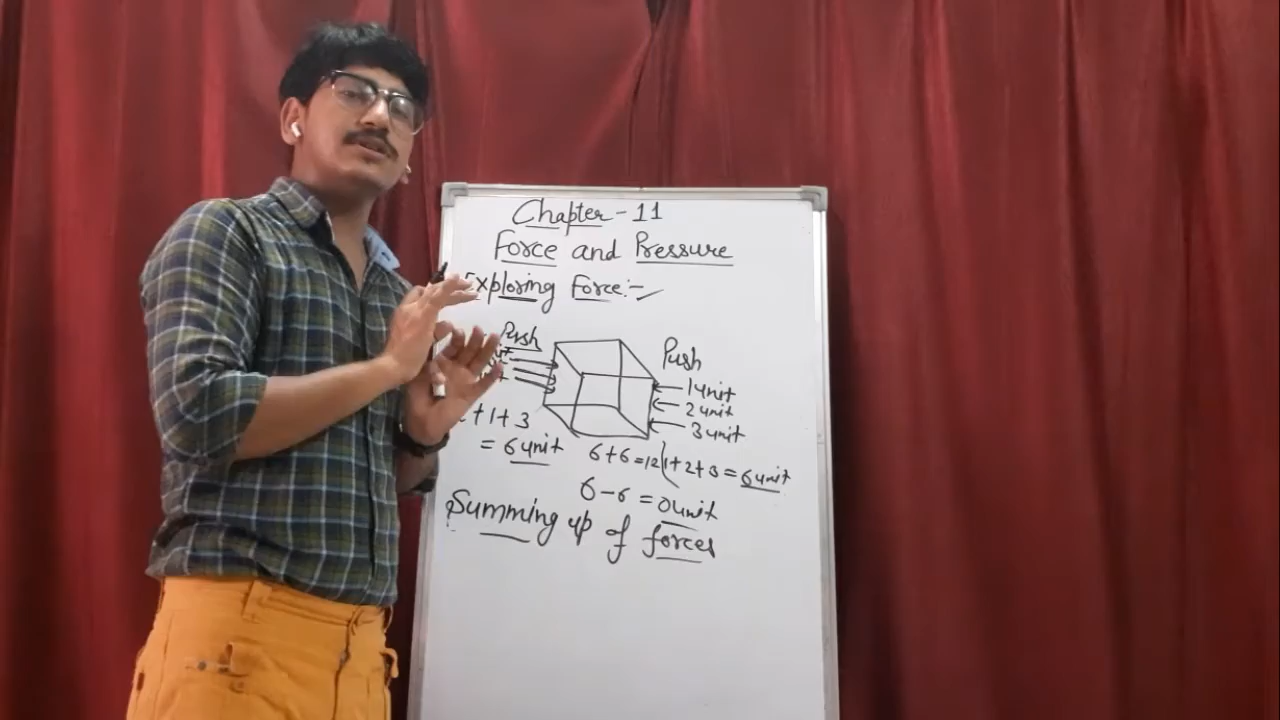 Chapter - 11
Force and Pressure
Exploring Force:-
Push
Push
1 unit
2 unit
3 unit
+ 1 + 3
= 6 unit
6 + 6 = 12
1 + 2 + 3 = 6 unit
6 - 6 = 0 unit
Summing up of forces